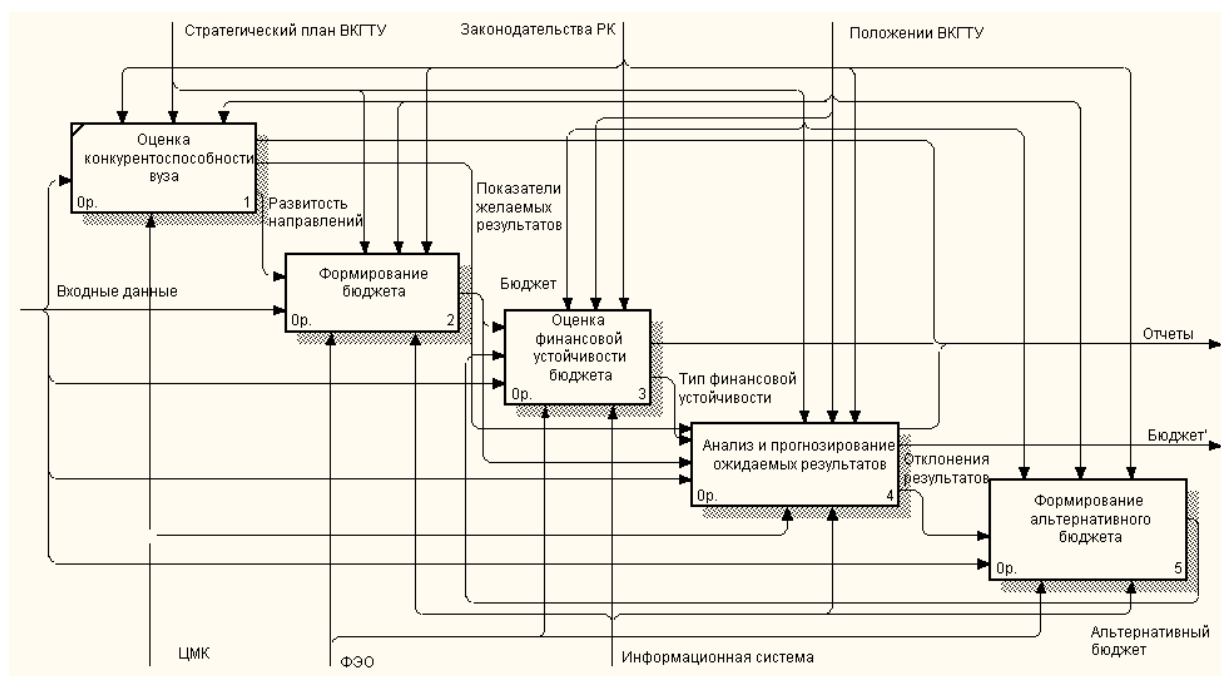 Стратегический план ВКГТУ
Законодательства РК
Положении ВКГТУ
Оценка
конкурентоспособности
вуза
0р.
1
Развитость
направлений
Показатели
желаемых
результатов
Входные данные
Формирование
бюджета
0р.
2
Бюджет
Оценка
финансовой
устойчивости
бюджета
0р.
3
Отчеты
Тип финансовой
устойчивости
Бюджет'
Анализ и прогнозирование
ожидаемых результатов
0р.
4
Отклонения
результатов
Формирование
альтернативного
бюджета
0р.
5
Альтернативный
бюджет
ЦМК
ФЭО
Информационная система